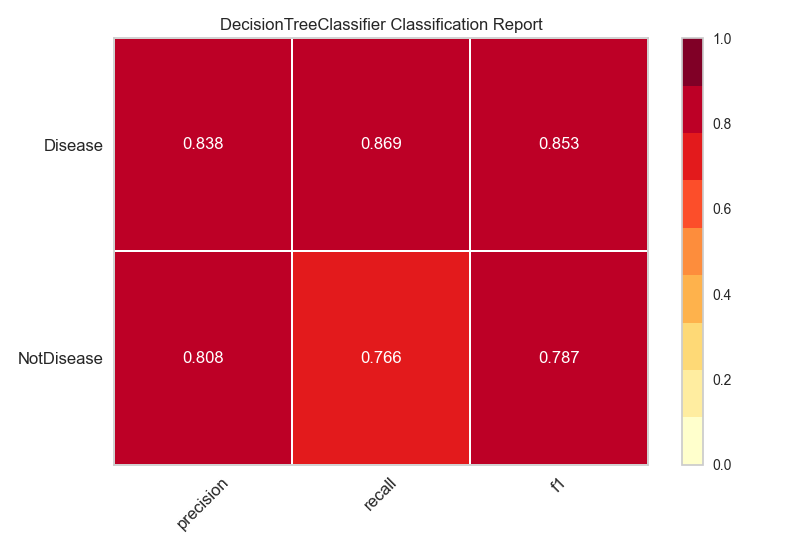 DecisionTreeClassifier Classification Report
Disease
0.838 0.869 0.853
NotDisease
0.808 0.766 0.787
precision
recall
f1
1.0
0.8
0.6
0.4
0.2
0.0